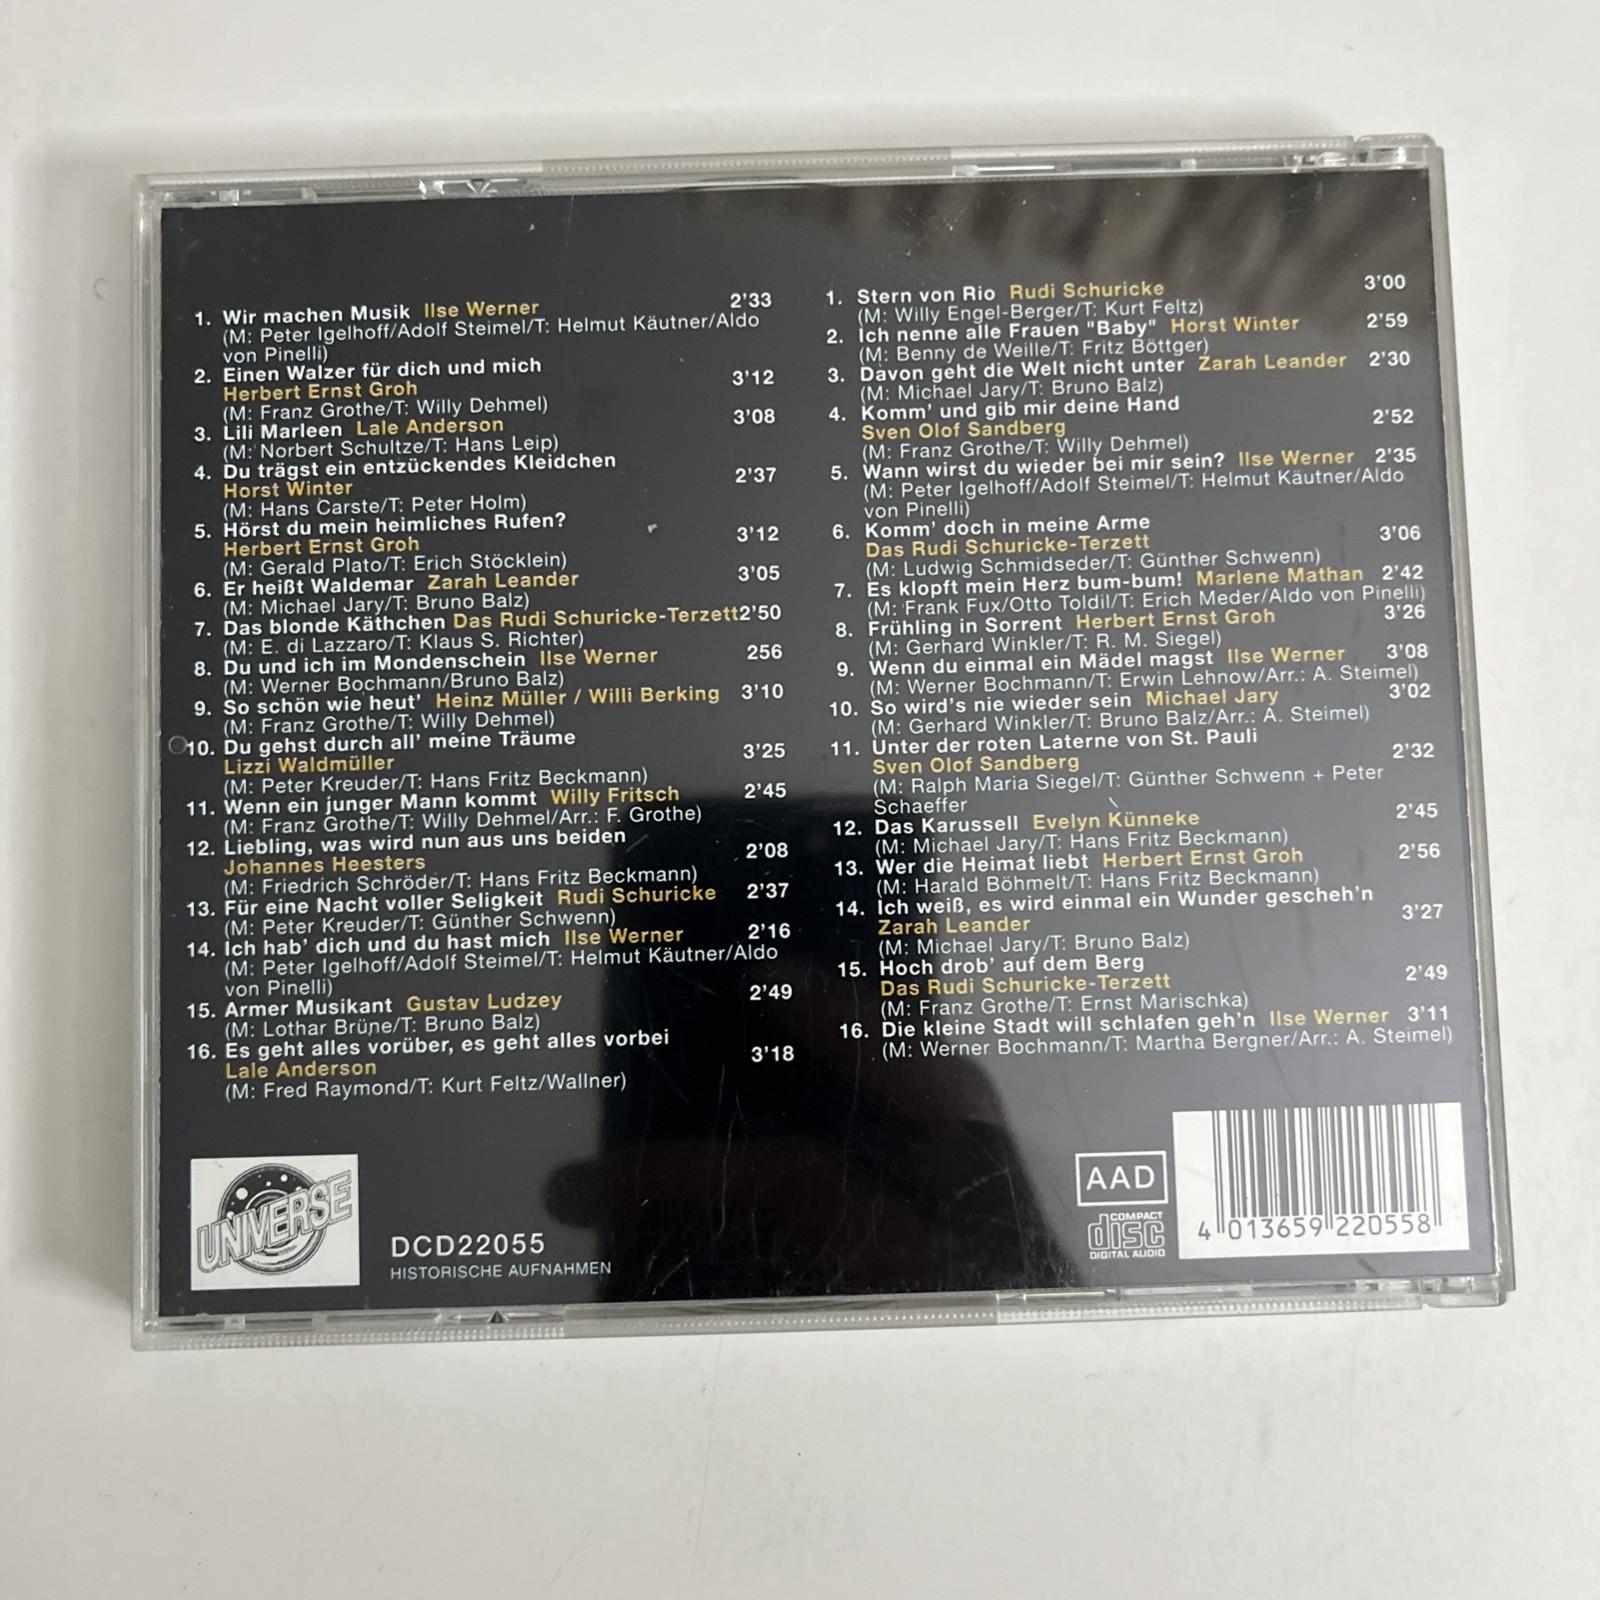 1. Wir machen Musik Ilse Werner 2'33
(M: Peter Igelhoff/Adolf Steimel/T: Helmut Käutner/Aldo
von Pinelli)
2. Einen Walzer für dich und mich
Herbert Ernst Groh 3'12
(M: Franz Grothe/T: Willy Dehmel)
3. Lili Marleen Lale Anderson 3'08
(M: Norbert Schultze/T: Hans Leip)
4. Du trägst ein entzückendes Kleidchen
Horst Winter 2'37
(M: Hans Carste/T: Peter Holm)
5. Hörst du mein heimliches Rufen?
Herbert Ernst Groh 3'12
(M: Gerald Plato/T: Erich Stöcklein)
6. Er heißt Waldemar Zarah Leander 3'05
(M: Michael Jary/T: Bruno Balz)
7. Das blonde Käthchen Das Rudi Schuricke-Terzett 2'50
(M: E. di Lazzaro/T: Klaus S. Richter)
8. Du und ich im Mondenschein Ilse Werner 256
(M: Werner Bochmann/Bruno Balz)
9. So schön wie heut' Heinz Müller / Willi Berking 3'10
(M: Franz Grothe/T: Willy Dehmel)
10. Du gehst durch all' meine Träume
Lizzi Waldmüller 3'25
(M: Peter Kreuder/T: Hans Fritz Beckmann)
11. Wenn ein junger Mann kommt Willy Fritsch 2'45
(M: Franz Grothe/T: Willy Dehmel/Arr.: F. Grothe)
12. Liebling, was wird nun aus uns beiden
Johannes Heesters 2'08
(M: Friedrich Schröder/T: Hans Fritz Beckmann)
13. Für eine Nacht voller Seligkeit Rudi Schuricke 2'37
(M: Peter Kreuder/T: Günther Schwenn)
14. Ich hab' dich und du hast mich Ilse Werner 2'16
(M: Peter Igelhoff/Adolf Steimel/T: Helmut Käutner/Aldo
von Pinelli)
15. Armer Musikant Gustav Ludzey 2'49
(M: Lothar Brüne/T: Bruno Balz)
16. Es geht alles vorüber, es geht alles vorbei
Lale Anderson 3'18
(M: Fred Raymond/T: Kurt Feltz/Wallner)
1. Stern von Rio Rudi Schuricke 3'00
(M: Willy Engel-Berger/T: Kurt Feltz)
2. Ich nenne alle Frauen "Baby" Horst Winter 2'59
(M: Benny de Weille/T: Fritz Böttger)
3. Davon geht die Welt nicht unter Zarah Leander 2'30
(M: Michael Jary/T: Bruno Balz)
4. Komm' und gib mir deine Hand
Sven Olof Sandberg 2'52
(M: Franz Grothe/T: Willy Dehmel)
5. Wann wirst du wieder bei mir sein? Ilse Werner 2'35
(M: Peter Igelhoff/Adolf Steimel/T: Helmut Käutner/Aldo
von Pinelli)
6. Komm' doch in meine Arme
Das Rudi Schuricke-Terzett 3'06
(M: Ludwig Schmidseder/T: Günther Schwenn)
7. Es klopft mein Herz bum-bum! Marlene Mathan 2'42
(M: Frank Fux/Otto Toldil/T: Erich Meder/Aldo von Pinelli)
8. Frühling in Sorrent Herbert Ernst Groh 3'26
(M: Gerhard Winkler/T: R. M. Siegel)
9. Wenn du einmal ein Mädel magst Ilse Werner 3'08
(M: Werner Bochmann/T: Erwin Lehnow/Arr.: A. Steimel)
10. So wird's nie wieder sein Michael Jary 3'02
(M: Gerhard Winkler/T: Bruno Balz/Arr.: A. Steimel)
11. Unter der roten Laterne von St. Pauli
Sven Olof Sandberg 2'32
(M: Ralph Maria Siegel/T: Günther Schwenn + Peter
Schaeffer
12. Das Karussell Evelyn Künneke 2'45
(M: Michael Jary/T: Hans Fritz Beckmann)
13. Wer die Heimat liebt Herbert Ernst Groh 2'56
(M: Harald Böhmelt/T: Hans Fritz Beckmann)
14. Ich weiß, es wird einmal ein Wunder gescheh'n
Zarah Leander 3'27
(M: Michael Jary/T: Bruno Balz)
15. Hoch drob' auf dem Berg
Das Rudi Schuricke-Terzett 2'49
(M: Franz Grothe/T: Ernst Marischka)
16. Die kleine Stadt will schlafen geh'n Ilse Werner 3'11
(M: Werner Bochmann/T: Martha Bergner/Arr.: A. Steimel)
UNIVERSE
DCD22055
HISTORISCHE AUFNAHMEN
AAD
COMPACT
disc
DIGITAL AUDIO
4 013659 220558